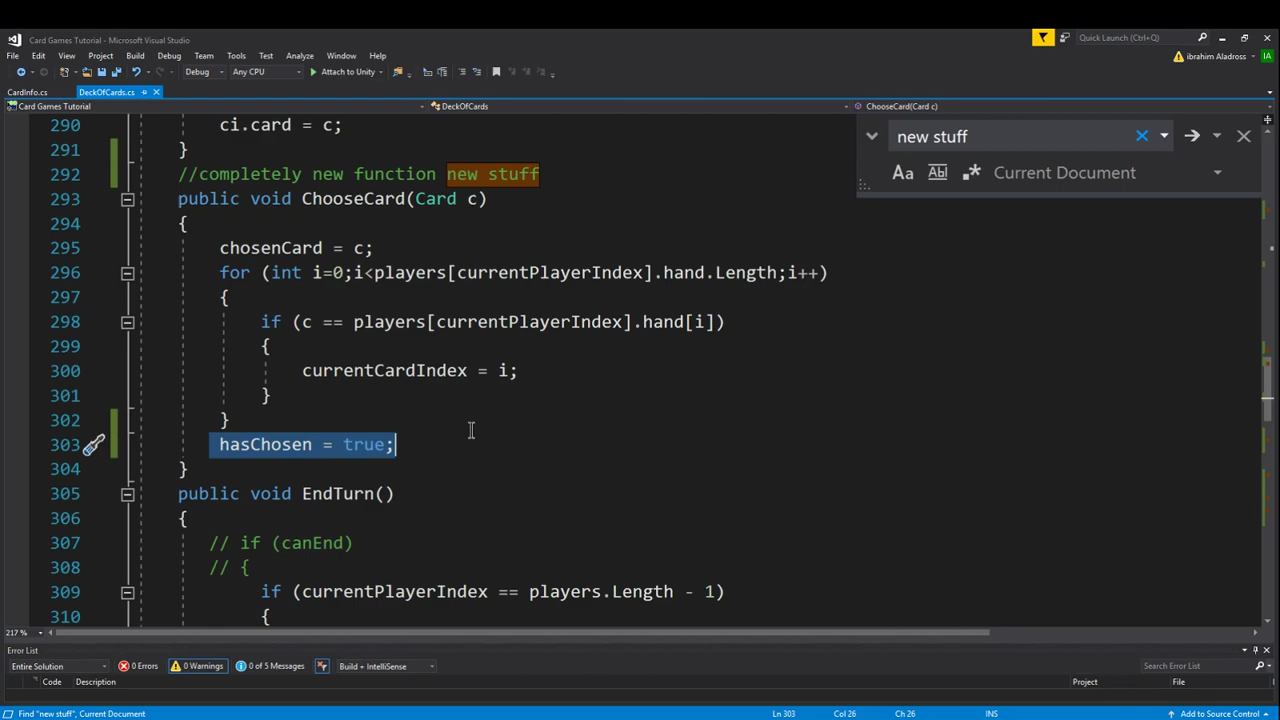 Card Games Tutorial - Microsoft Visual Studio
Quick Launch (Ctrl+Q)
File Edit View Project Build Debug Team Tools Test Analyze Window Help
ibrahim Aladross
IA
Debug Any CPU Attach to Unity
CardInfo.cs DeckOfCards.cs
Card Games Tutorial DeckOfCards ChooseCard(Card c)
new stuff
Aa Abl .* Current Document
290 ci.card = c;
291 }
292 //completely new function new stuff
293 public void ChooseCard(Card c)
294 {
295 chosenCard = c;
296 for (int i=0;i<players[currentPlayerIndex].hand.Length;i++)
297 {
298 if (c == players[currentPlayerIndex].hand[i])
299 {
300 currentCardIndex = i;
301 }
302 }
303 hasChosen = true;
304 }
305 public void EndTurn()
306 {
307 // if (canEnd)
308 // {
309 if (currentPlayerIndex == players.Length - 1)
310 {
217 %
Error List
Entire Solution 0 Errors 0 Warnings 0 of 5 Messages Build + IntelliSense Search Error List
Code Description Project File
Find "new stuff", Current Document Ln 303 Col 26 Ch 26 INS Add to Source Control